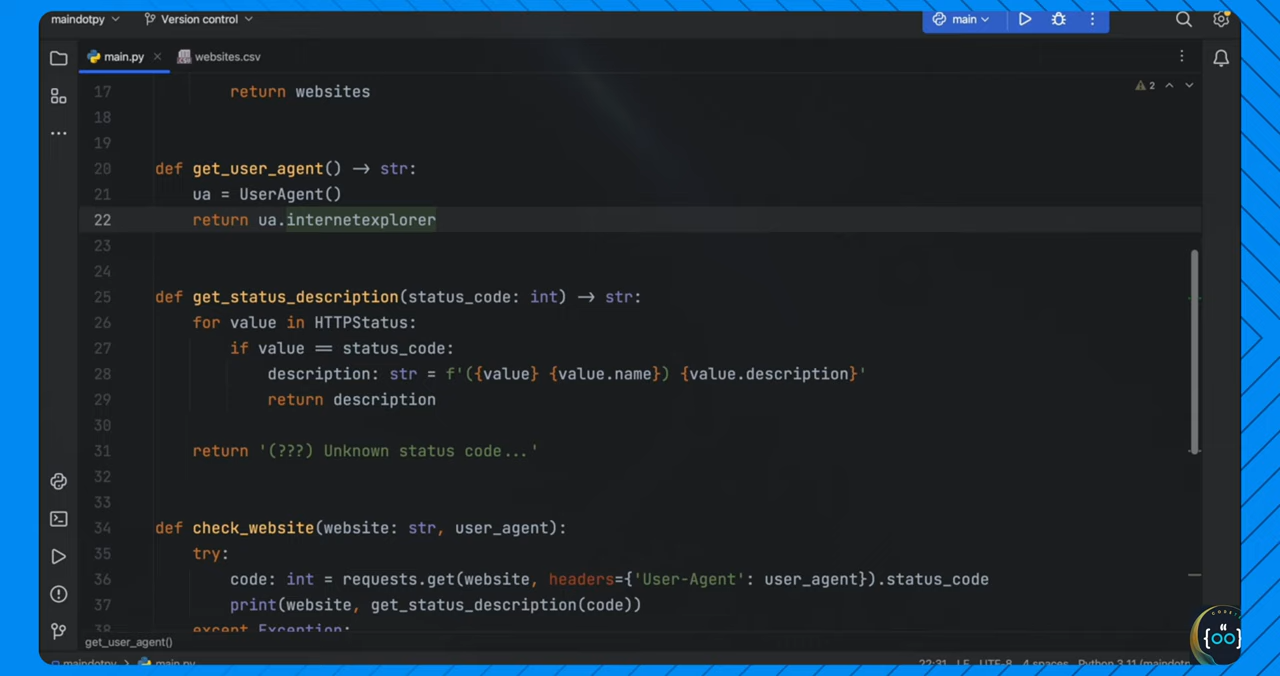 maindotpy Version control main
main.py websites.csv
17 return websites 2
18
19
20 def get_user_agent() → str:
21 ua = UserAgent()
22 return ua.internetexplorer
23
24
25 def get_status_description(status_code: int) → str:
26 for value in HTTPStatus:
27 if value == status_code:
28 description: str = f'({value} {value.name}) {value.description}'
29 return description
30
31 return '(???) Unknown status code...'
32
33
34 def check_website(website: str, user_agent):
35 try:
36 code: int = requests.get(website, headers={'User-Agent': user_agent}).status_code
37 print(website, get_status_description(code))
38 except Exception:
get_user_agent()
maindotpy main.py 22:31 LF UTF-8 4 spaces Python 3.11